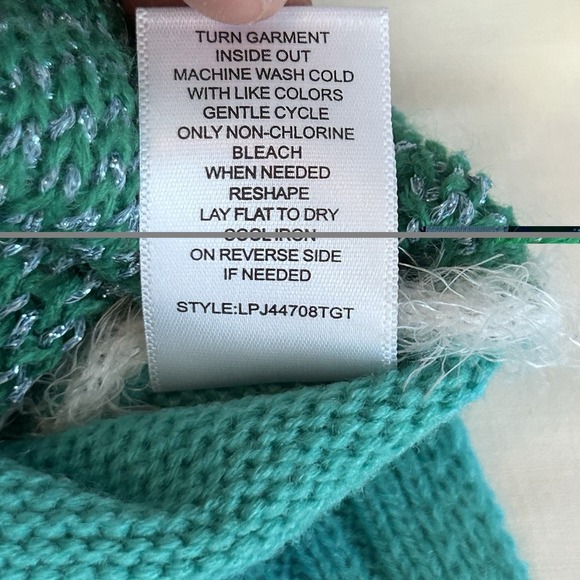 TURN GARMENT
INSIDE OUT
MACHINE WASH COLD
WITH LIKE COLORS
GENTLE CYCLE
ONLY NON-CHLORINE
BLEACH
WHEN NEEDED
RESHAPE
LAY FLAT TO DRY
COOL IRON
ON REVERSE SIDE
IF NEEDED
STYLE:LPJ44708TGT